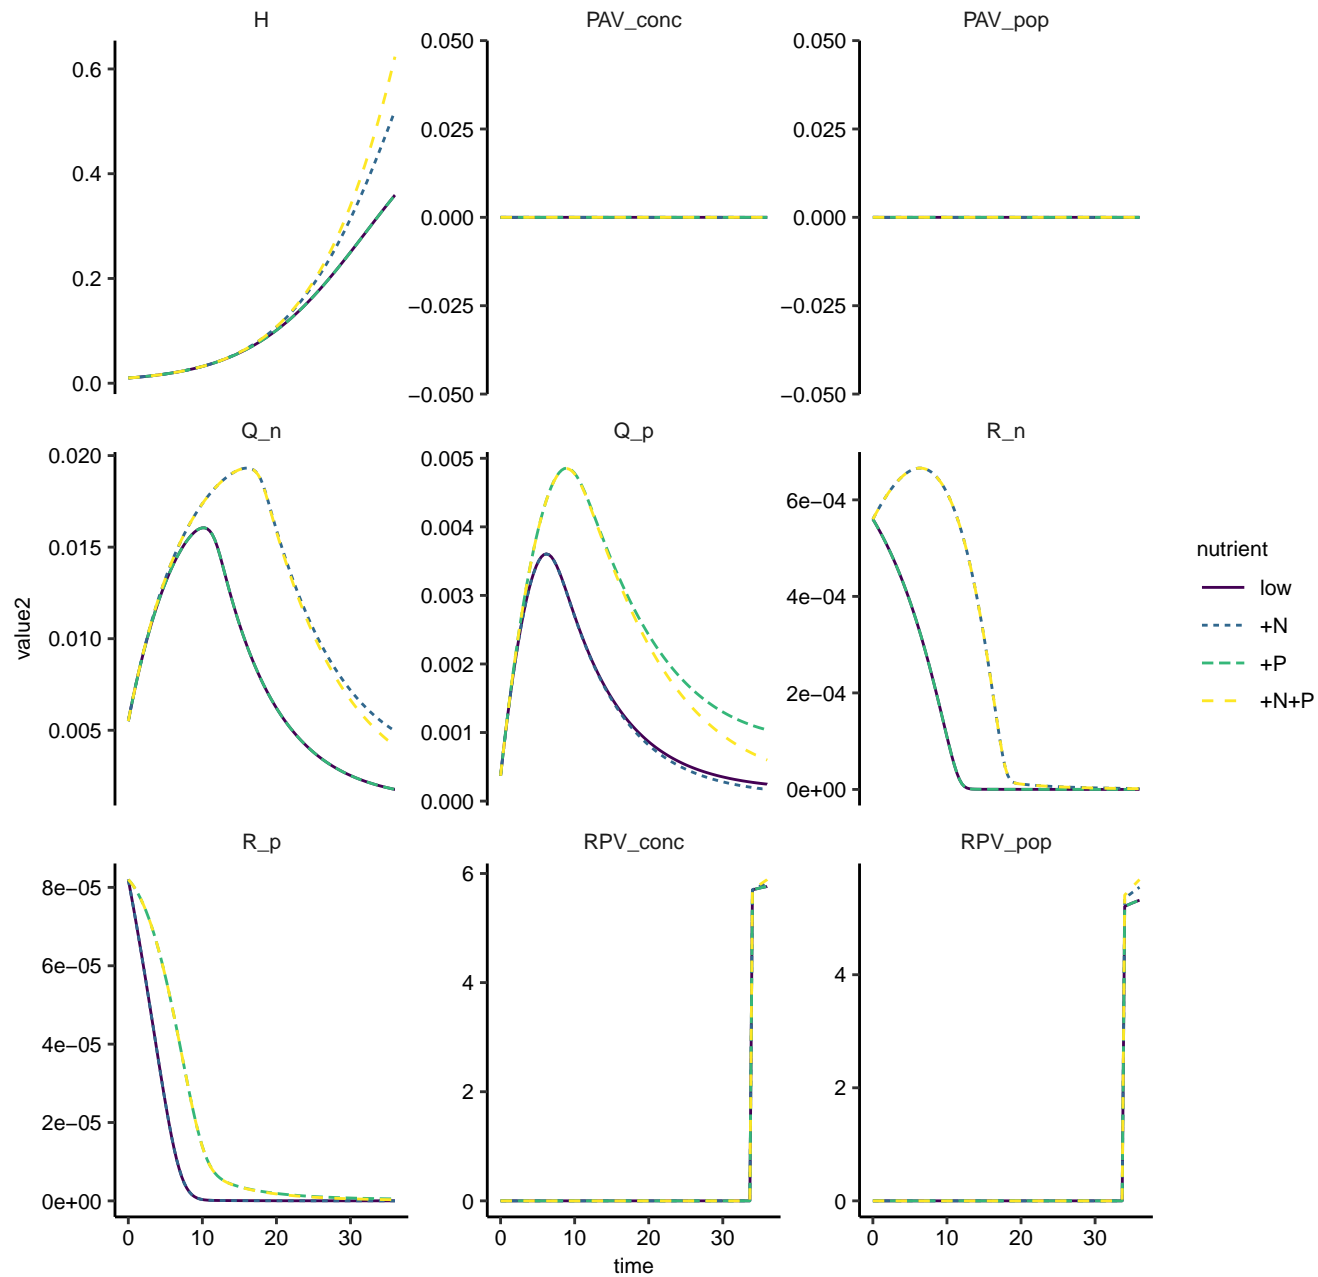 H
PAV_conc
PAV_pop
0.6
0.4
0.2
0.0
0.050
0.025
0.000
−0.025
−0.050
0.050
0.025
0.000
−0.025
−0.050
Q_n
Q_p
R_n
0.020
0.015
0.010
0.005
0.005
0.004
0.003
0.002
0.001
0.000
6e−04
4e−04
2e−04
0e+00
R_p
RPV_conc
RPV_pop
8e−05
6e−05
4e−05
2e−05
0e+00
6
4
2
0
4
2
0
0 10 20 30
0 10 20 30
0 10 20 30
time
value2
nutrient
low
+N
+P
+N+P